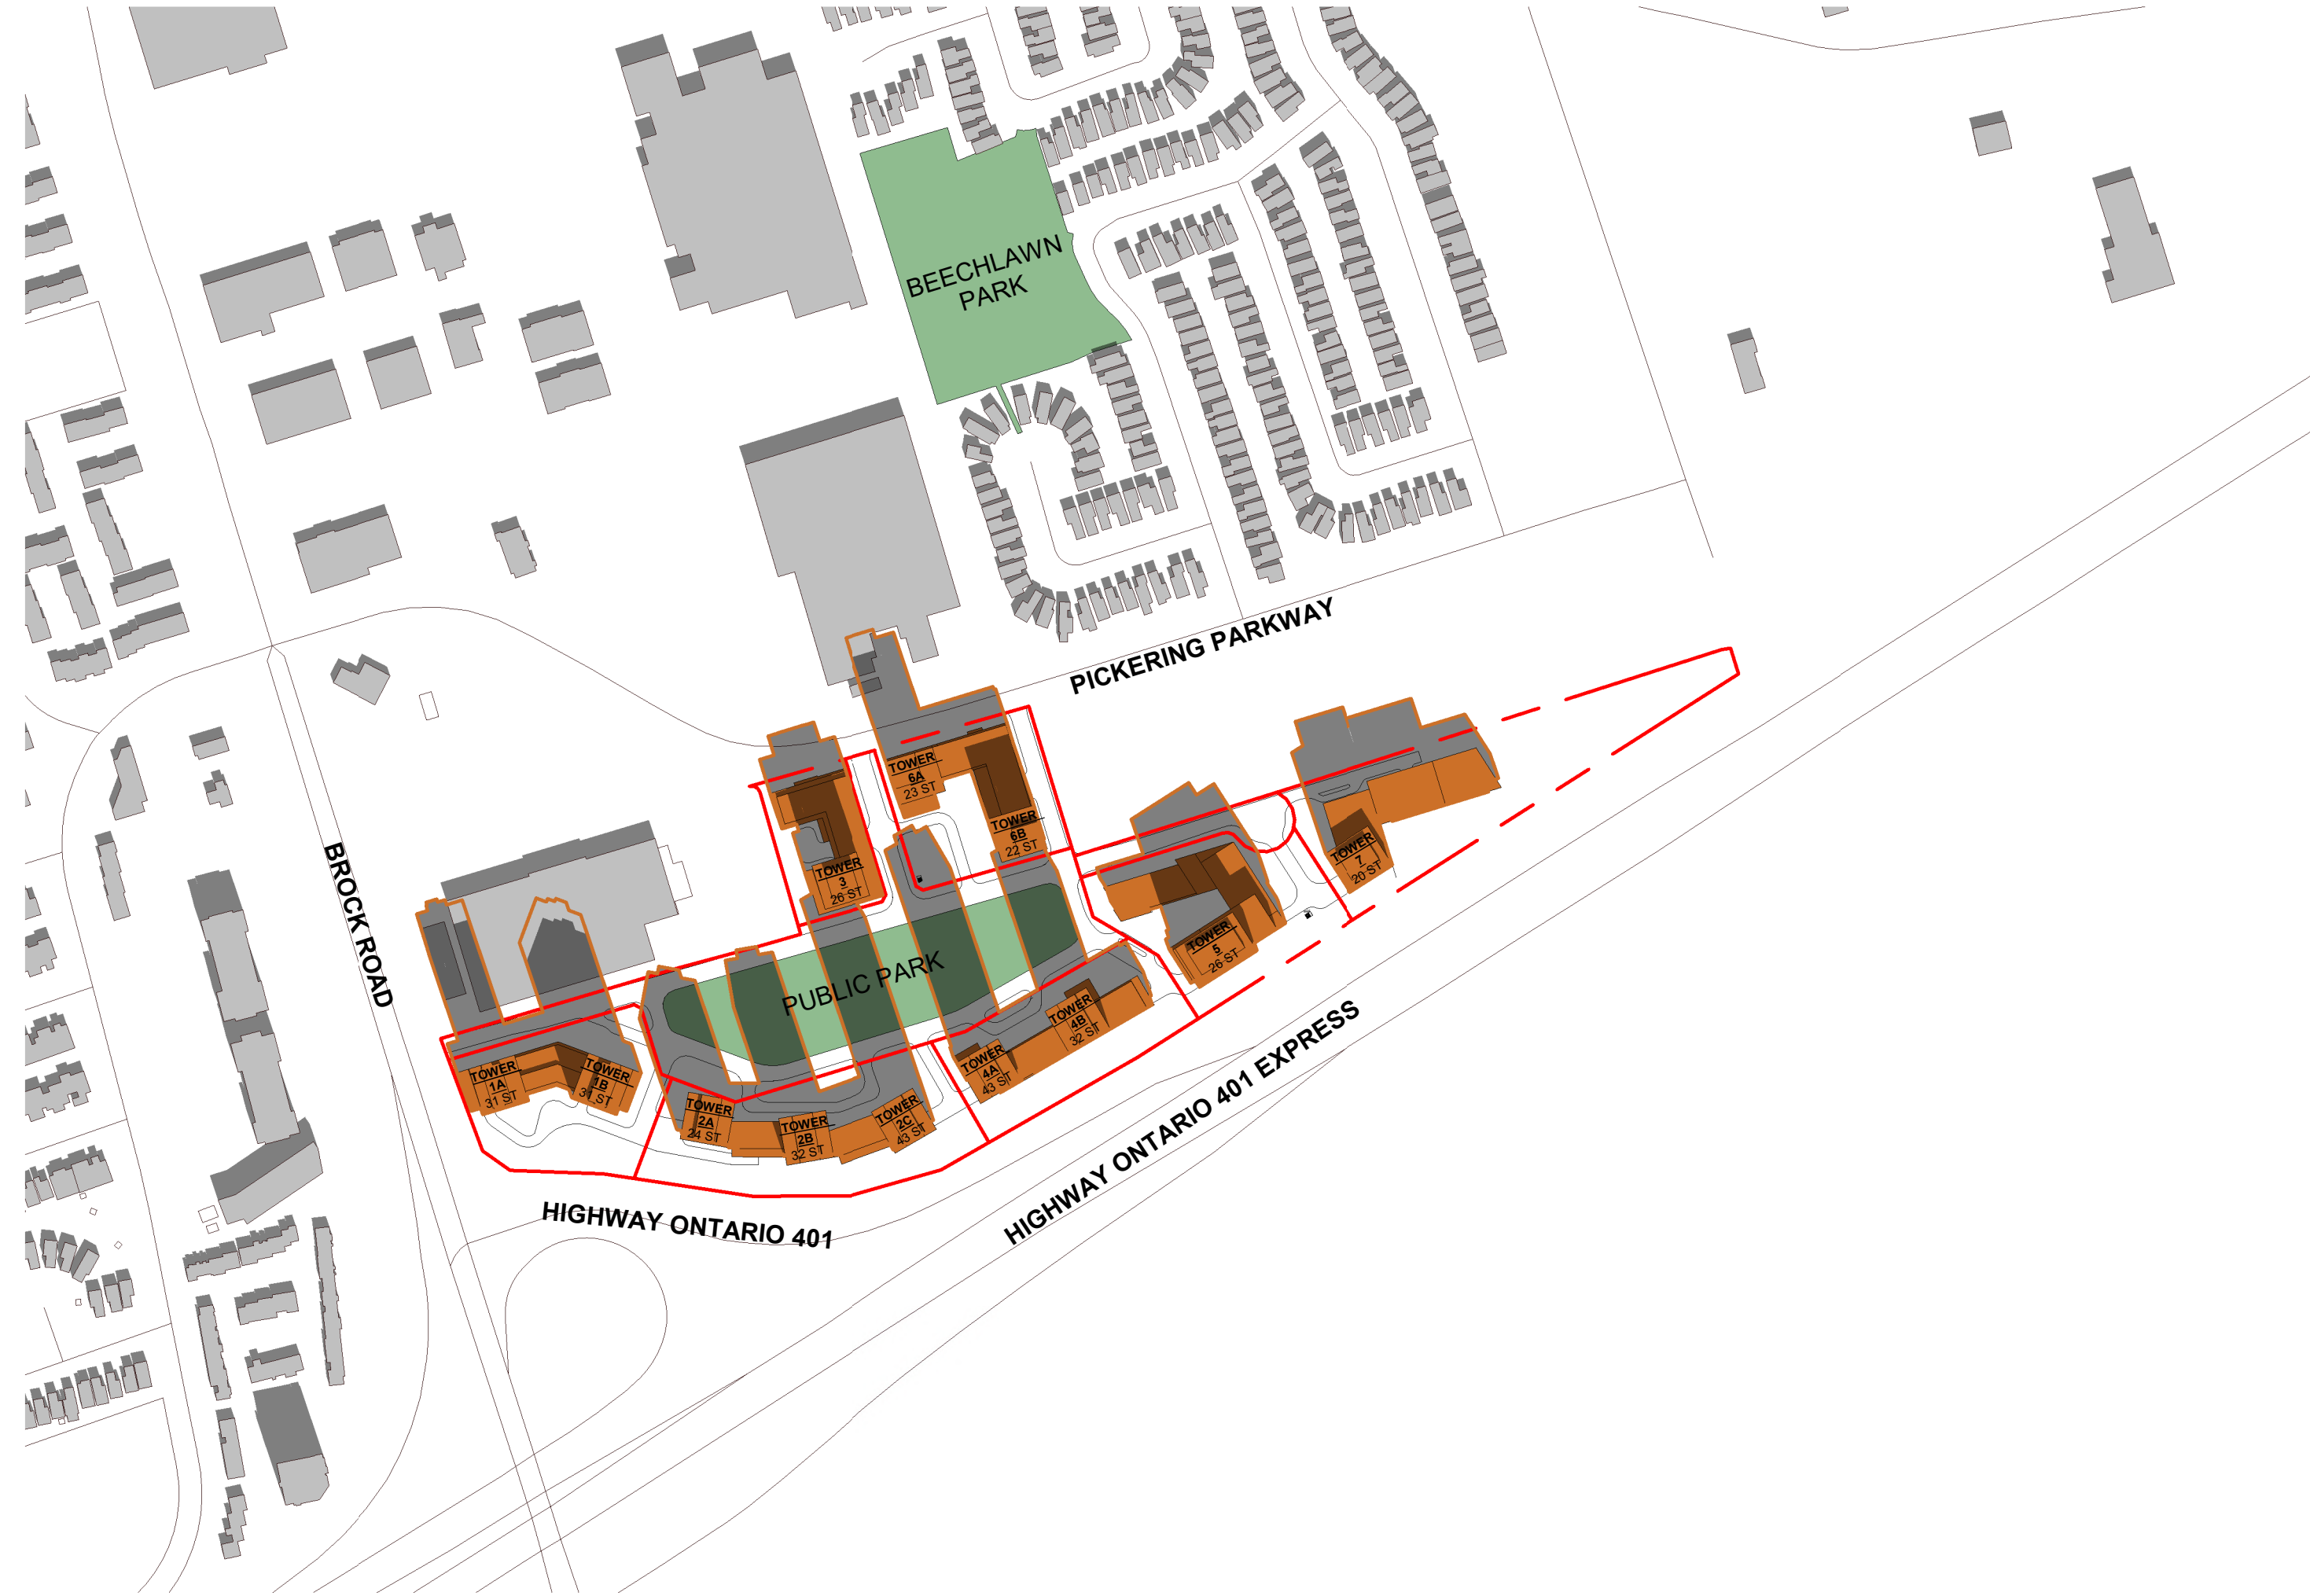 BEECHLAWN
PARK
PICKERING PARKWAY
BROCK ROAD
TOWER
6A
23 ST
TOWER
6B
22 ST
TOWER
3
26 ST
TOWER
7
20 ST
TOWER
5
26 ST
PUBLIC PARK
TOWER
4B
32 ST
TOWER
4A
43 ST
TOWER
1A
31 ST
TOWER
1B
31 ST
TOWER
2A
24 ST
TOWER
2B
32 ST
TOWER
2C
43 ST
HIGHWAY ONTARIO 401
HIGHWAY ONTARIO 401 EXPRESS